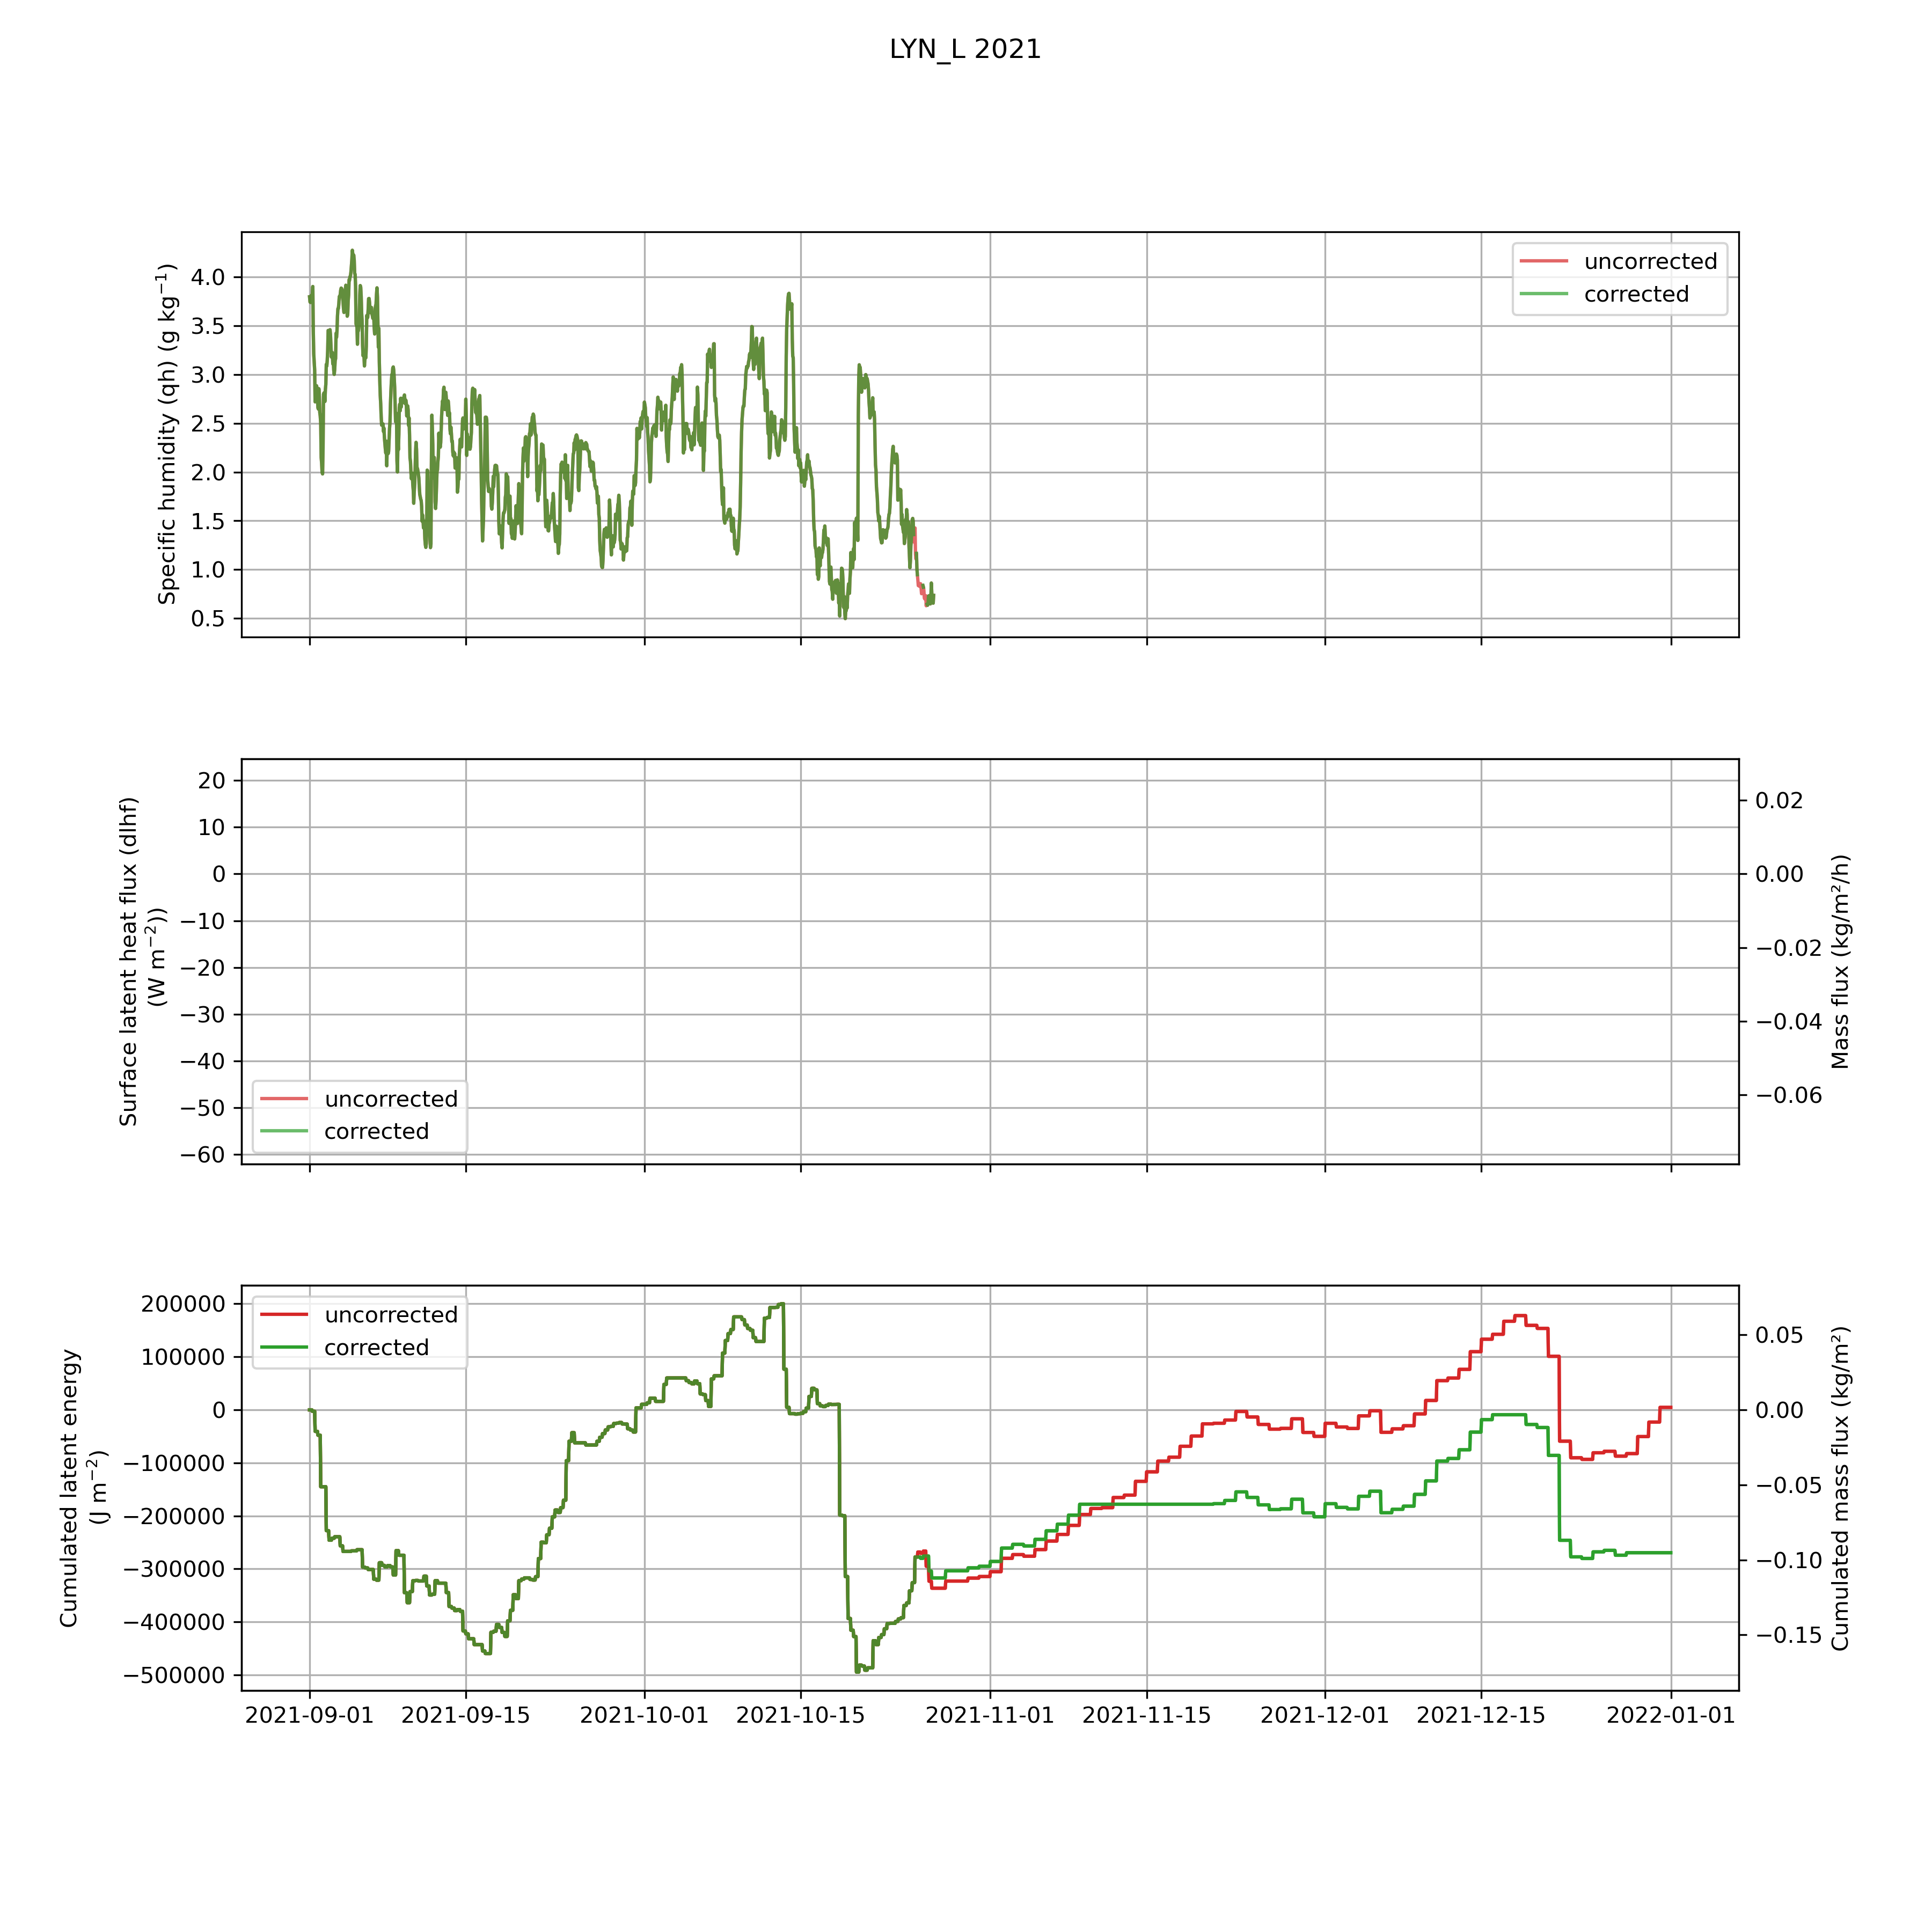 LYN_L 2021
Specific humidity (qh) (g kg⁻¹)
4.0
3.5
3.0
2.5
2.0
1.5
1.0
0.5
uncorrected
corrected
Surface latent heat flux (dlhf)
(W m⁻²))
20
10
0
−10
−20
−30
−40
−50
−60
uncorrected
corrected
0.02
0.00
−0.02
−0.04
−0.06
Mass flux (kg/m²/h)
Cumulated latent energy
(J m⁻²)
200000
100000
0
−100000
−200000
−300000
−400000
−500000
uncorrected
corrected
0.05
0.00
−0.05
−0.10
−0.15
Cumulated mass flux (kg/m²)
2021-09-01 2021-09-15 2021-10-01 2021-10-15 2021-11-01 2021-11-15 2021-12-01 2021-12-15 2022-01-01